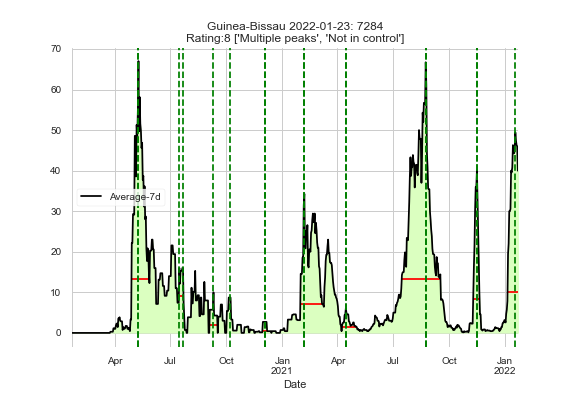 Guinea-Bissau 2022-01-23: 7284
Rating:8 ['Multiple peaks', 'Not in control']
70
60
50
40
30
20
10
0
Average-7d
Apr Jul Oct Jan Apr Jul Oct Jan
2021 2022
Date